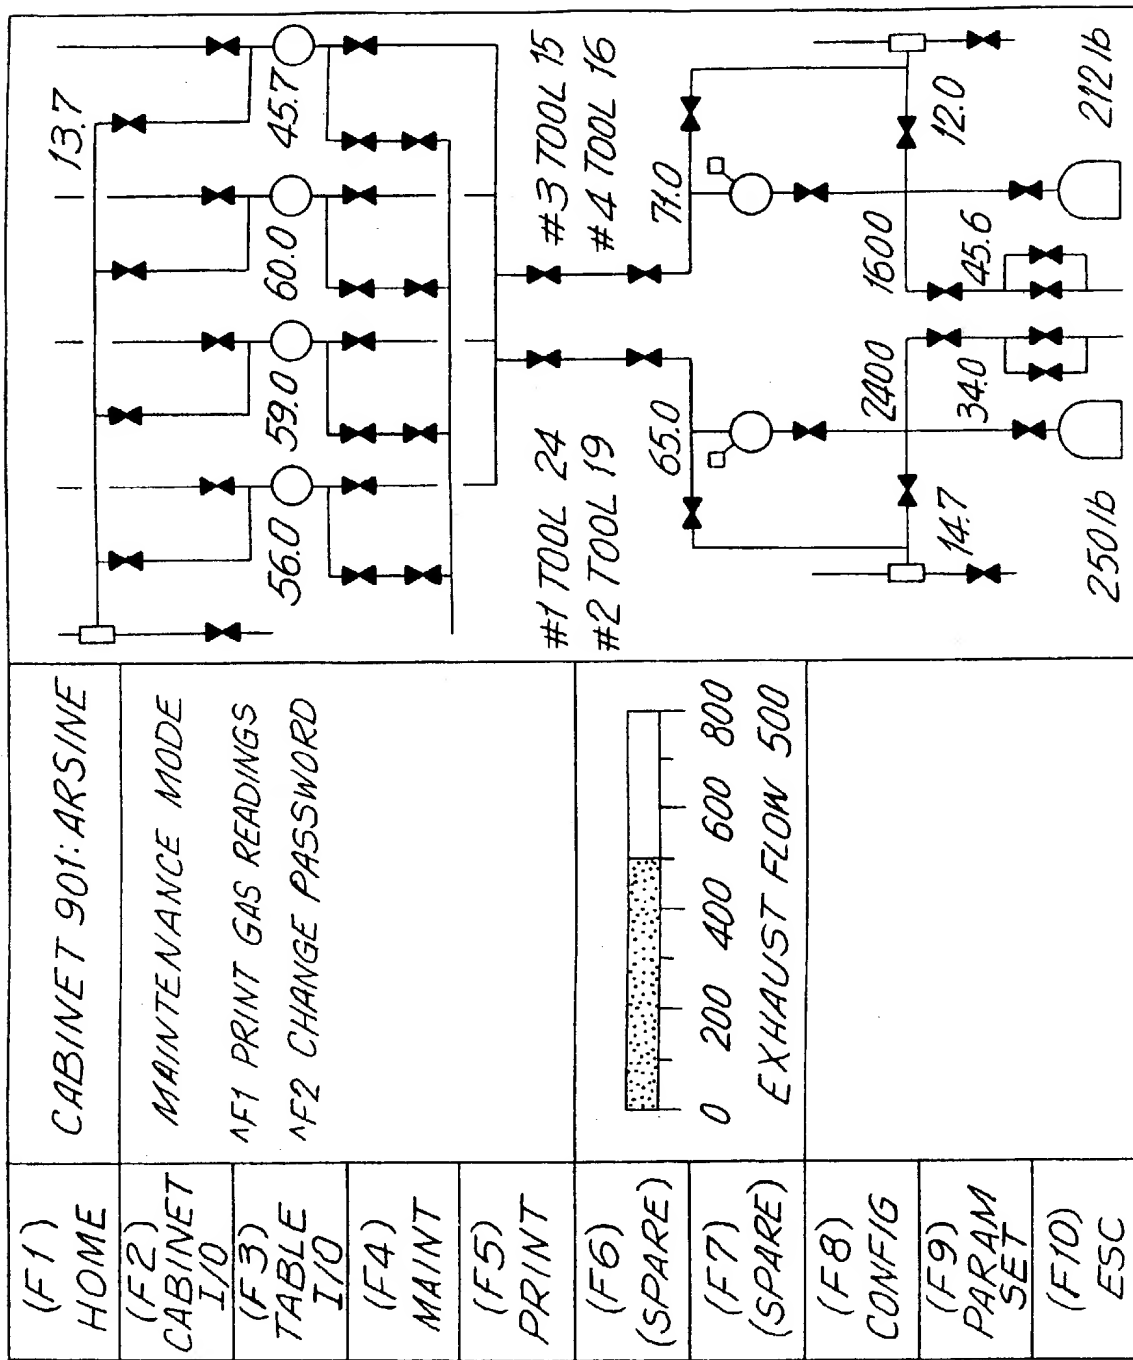 (F1)
HOME
(F2)
CABINET
I/O
(F3)
TABLE
I/O
(F4)
MAINT
(F5)
PRINT
(F6)
(SPARE)
(F7)
(SPARE)
(F8)
CONFIG
(F9)
PARAM
SET
(F10)
ESC
CABINET 901: ARSINE
MAINTENANCE MODE
^F1 PRINT GAS READINGS
^F2 CHANGE PASSWORD
0 200 400 600 800
EXHAUST FLOW 500
13.7
56.0 59.0 60.0 45.7
#1 TOOL 24
#2 TOOL 19
#3 TOOL 15
#4 TOOL 16
65.0 71.0
2400 1600
14.7 34.0 45.6 12.0
250 lb 212 lb